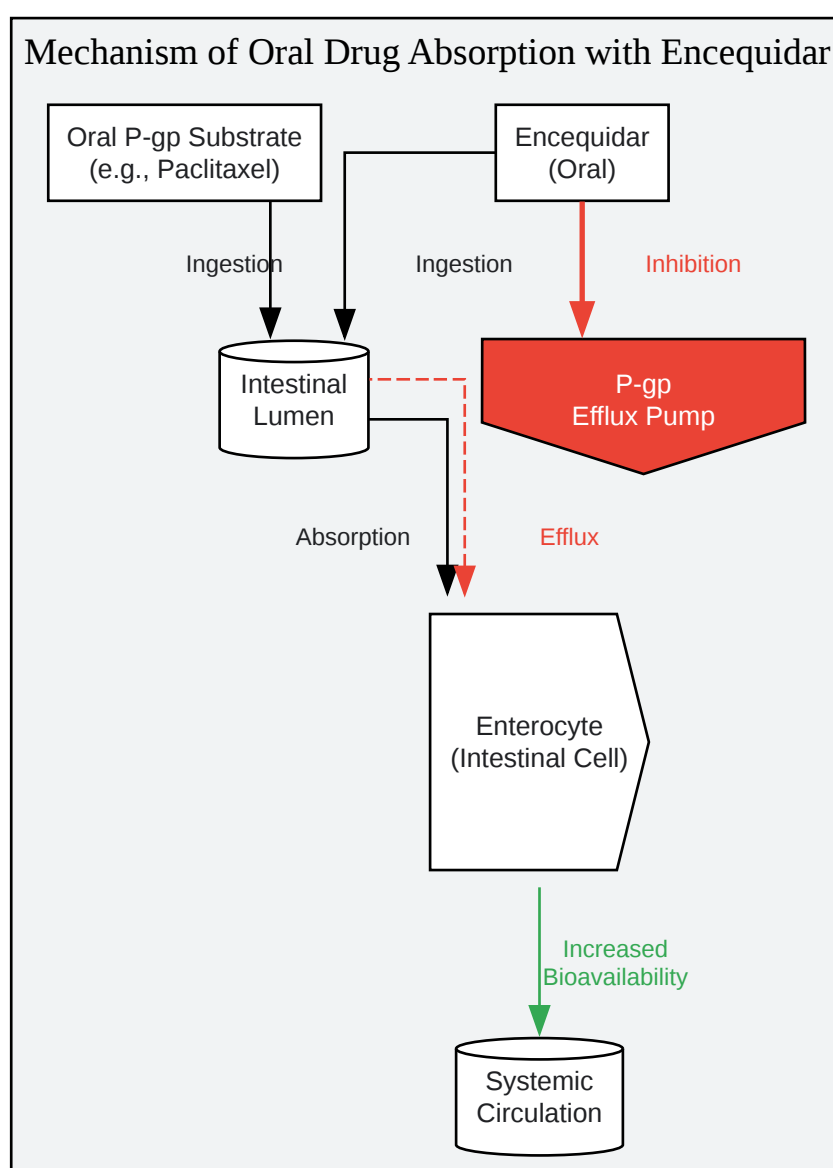 Mechanism of Oral Drug Absorption with Encequidar
Oral P-gp Substrate
(e.g., Paclitaxel)
Encequidar
(Oral)
Ingestion
Ingestion
Inhibition
Intestinal
Lumen
P-gp
Efflux Pump
Absorption
Efflux
Enterocyte
(Intestinal Cell)
Increased
Bioavailability
Systemic
Circulation